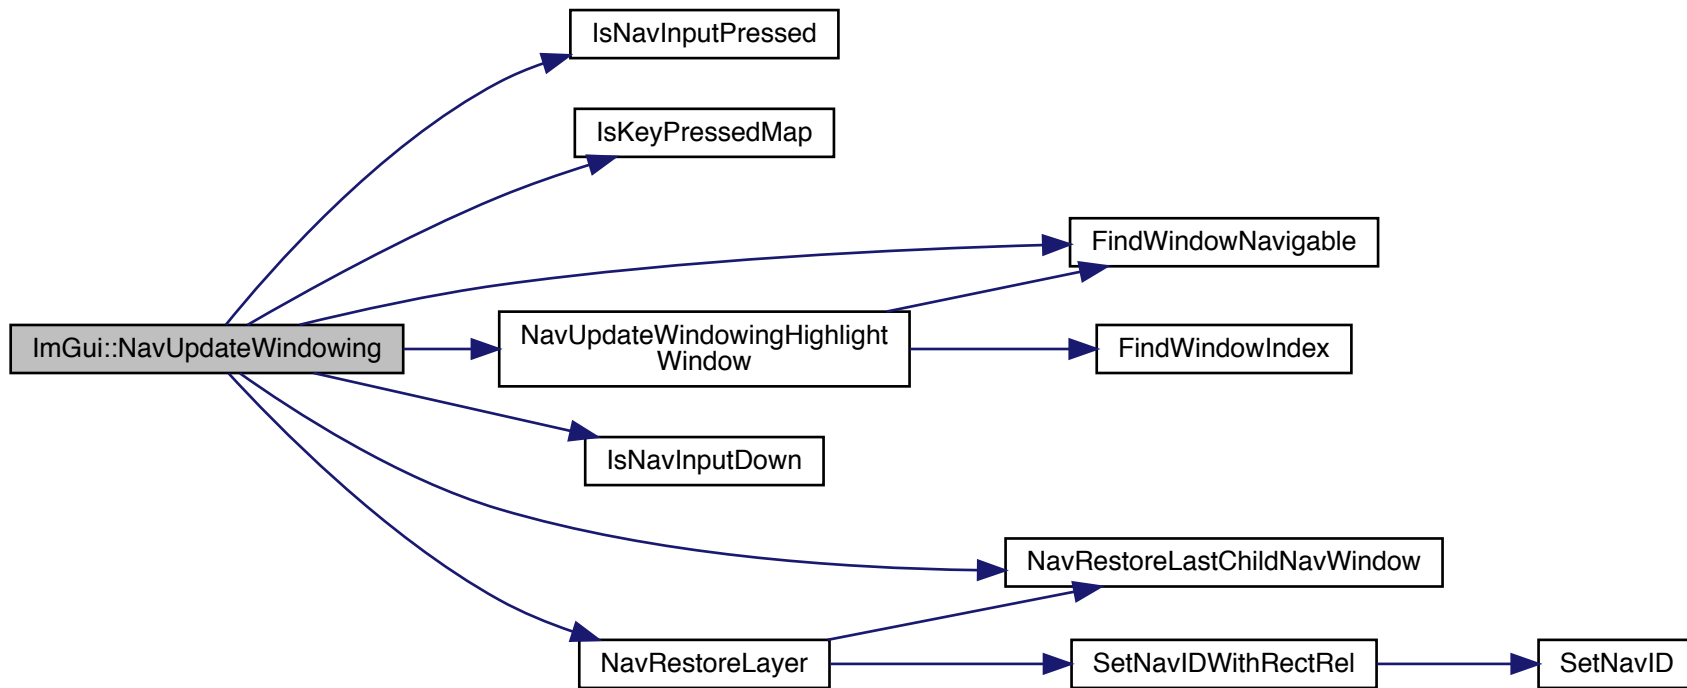 IsNavInputPressed
IsKeyPressedMap
FindWindowNavigable
ImGui::NavUpdateWindowing
NavUpdateWindowingHighlight
Window
FindWindowIndex
IsNavInputDown
NavRestoreLastChildNavWindow
NavRestoreLayer
SetNavIDWithRectRel
SetNavID